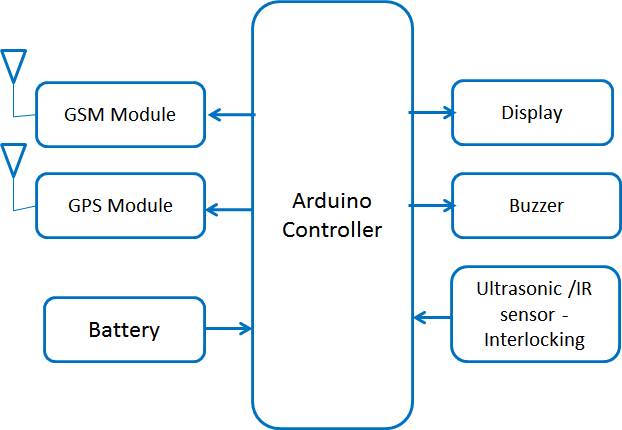 GSM Module
GPS Module
Battery
Arduino
Controller
Display
Buzzer
Ultrasonic /IR
sensor -
Interlocking